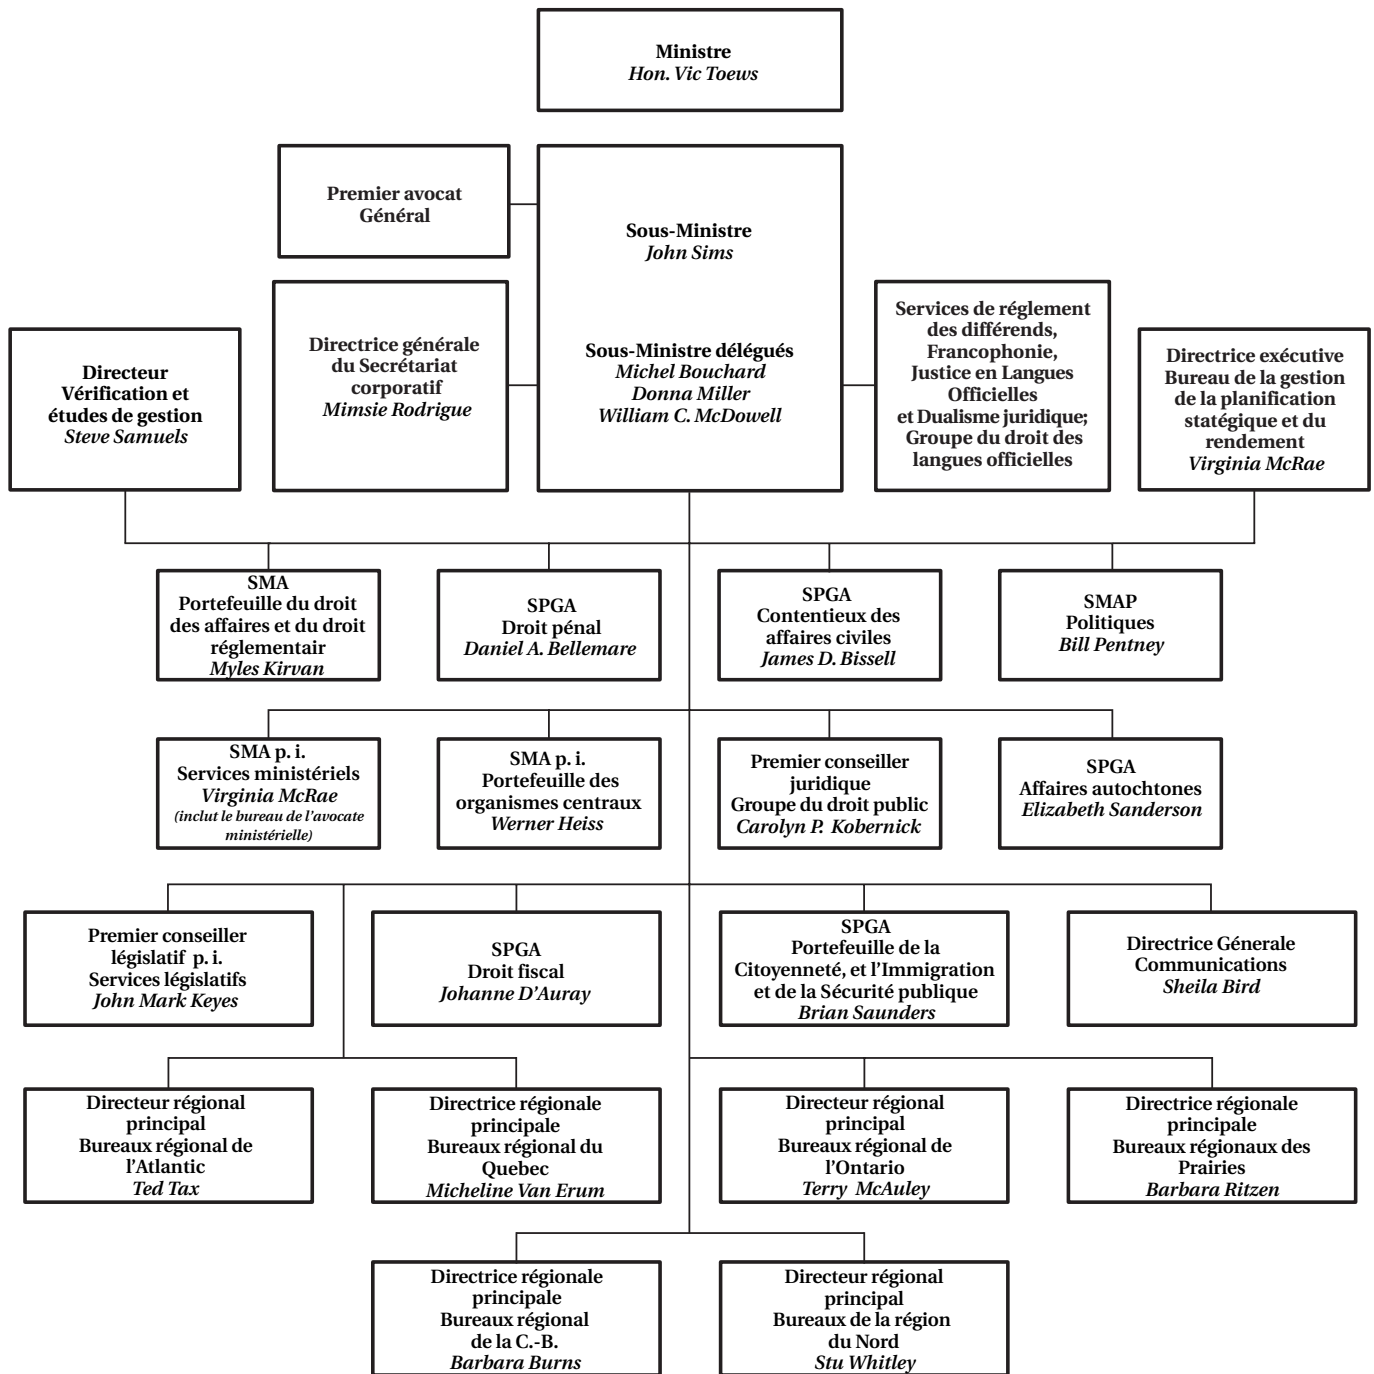 Ministre
Hon. Vic Toews
Premier avocat
Général
Sous-Ministre
John Sims
Sous-Ministre délégués
Michel Bouchard
Donna Miller
William C. McDowell
Directrice générale
du Secrétariat
corporatif
Mimsie Rodrigue
Services de réglement
des différends,
Francophonie,
Justice en Langues
Officielles
et Dualisme juridique;
Groupe du droit des
langues officielles
Directeur
Vérification et
études de gestion
Steve Samuels
Directrice exécutive
Bureau de la gestion
de la planification
statégique et du
rendement
Virginia McRae
SMA
Portefeuille du droit
des affaires et du droit
réglementair
Myles Kirvan
SPGA
Droit pénal
Daniel A. Bellemare
SPGA
Contentieux des
affaires civiles
James D. Bissell
SMAP
Politiques
Bill Pentney
SMA p. i.
Services ministériels
Virginia McRae
(inclut le bureau de l'avocate
ministérielle)
SMA p. i.
Portefeuille des
organismes centraux
Werner Heiss
Premier conseiller
juridique
Groupe du droit public
Carolyn P. Kobernick
SPGA
Affaires autochtones
Elizabeth Sanderson
Premier conseiller
législatif p. i.
Services législatifs
John Mark Keyes
SPGA
Droit fiscal
Johanne D'Auray
SPGA
Portefeuille de la
Citoyenneté, et l'Immigration
et de la Sécurité publique
Brian Saunders
Directrice Génerale
Communications
Sheila Bird
Directeur régional
principal
Bureaux régional de
l'Atlantic
Ted Tax
Directrice régionale
principale
Bureaux régional du
Quebec
Micheline Van Erum
Directeur régional
principal
Bureaux régional de
l'Ontario
Terry McAuley
Directrice régionale
principale
Bureaux régionaux des
Prairies
Barbara Ritzen
Directrice régionale
principale
Bureaux régional
de la C.-B.
Barbara Burns
Directeur régional
principal
Bureaux de la région
du Nord
Stu Whitley